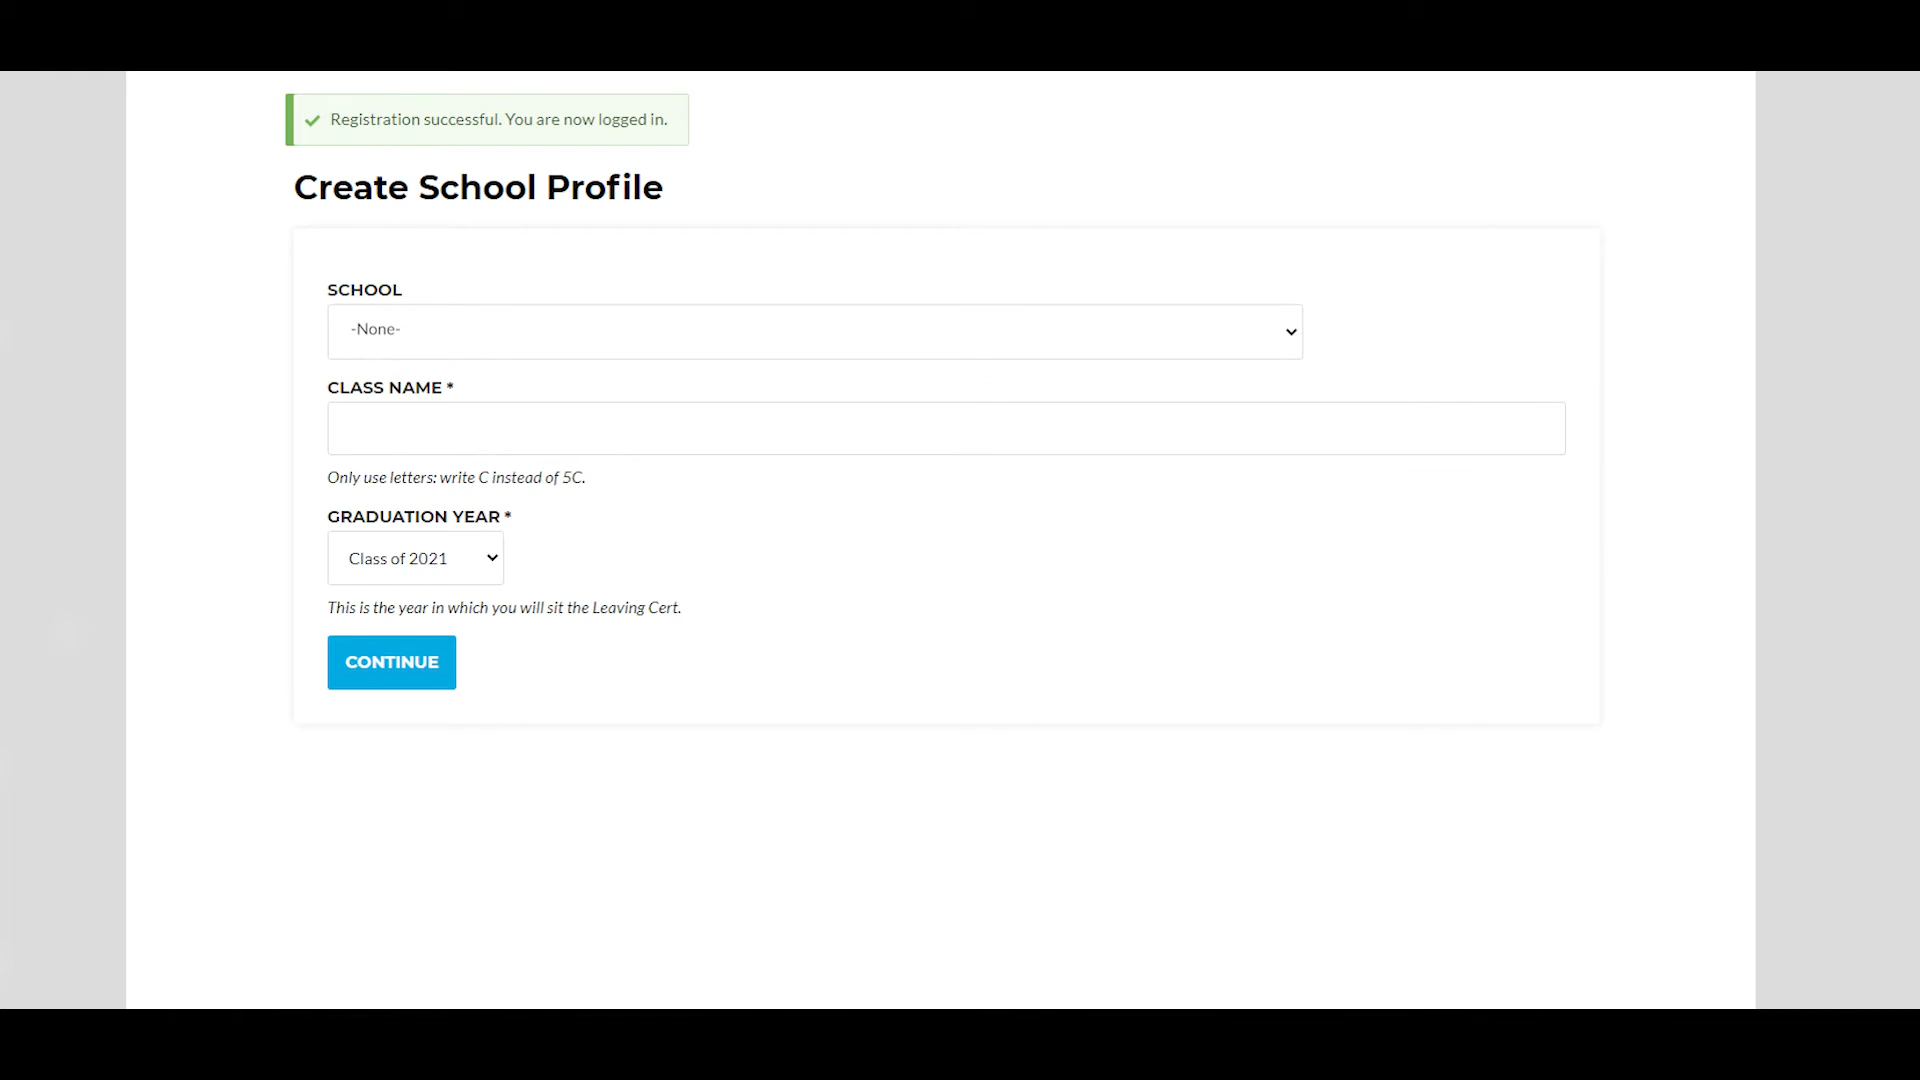 Registration successful. You are now logged in.
Create School Profile
SCHOOL
-None-
CLASS NAME *
Only use letters: write C instead of 5C.
GRADUATION YEAR *
Class of 2021
This is the year in which you will sit the Leaving Cert.
CONTINUE